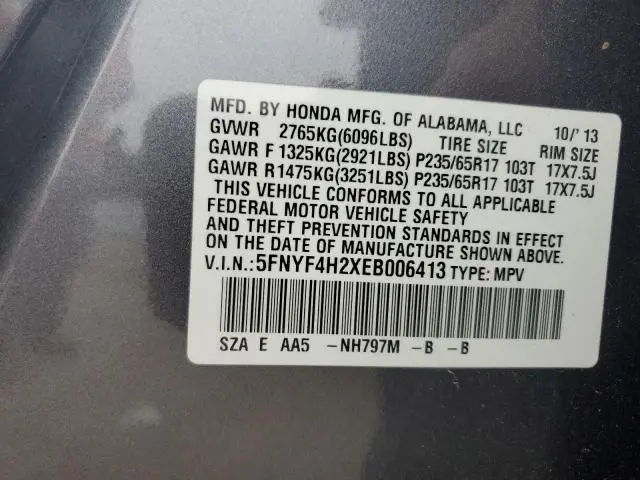 MFD. BY HONDA MFG. OF ALABAMA, LLC 10/'13
GVWR 2765KG(6096LBS) TIRE SIZE RIM SIZE
GAWR F 1325KG(2921LBS) P235/65R17 103T 17X7.5J
GAWR R1475KG(3251LBS) P235/65R17 103T 17X7.5J
THIS VEHICLE CONFORMS TO ALL APPLICABLE
FEDERAL MOTOR VEHICLE SAFETY
AND THEFT PREVENTION STANDARDS IN EFFECT
ON THE DATE OF MANUFACTURE SHOWN ABOVE.
V.I.N.:5FNYF4H2XEB006413 TYPE: MPV
SZA E AA5 -NH797M -B -B